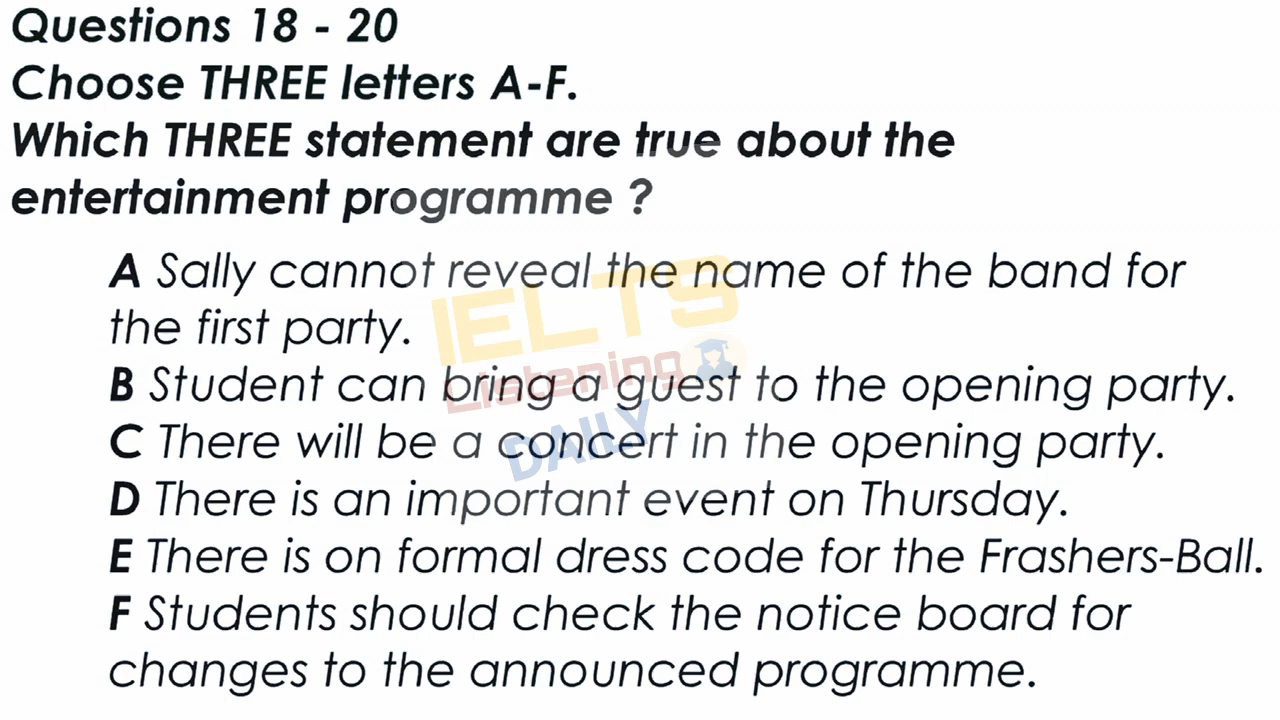 Questions 18 - 20
Choose THREE letters A-F.
Which THREE statement are true about the
entertainment programme ?
A Sally cannot reveal the name of the band for
the first party.
B Student can bring a guest to the opening party.
C There will be a concert in the opening party.
D There is an important event on Thursday.
E There is on formal dress code for the Frashers-Ball.
F Students should check the notice board for
changes to the announced programme.
IELTS
Listening
DAILY